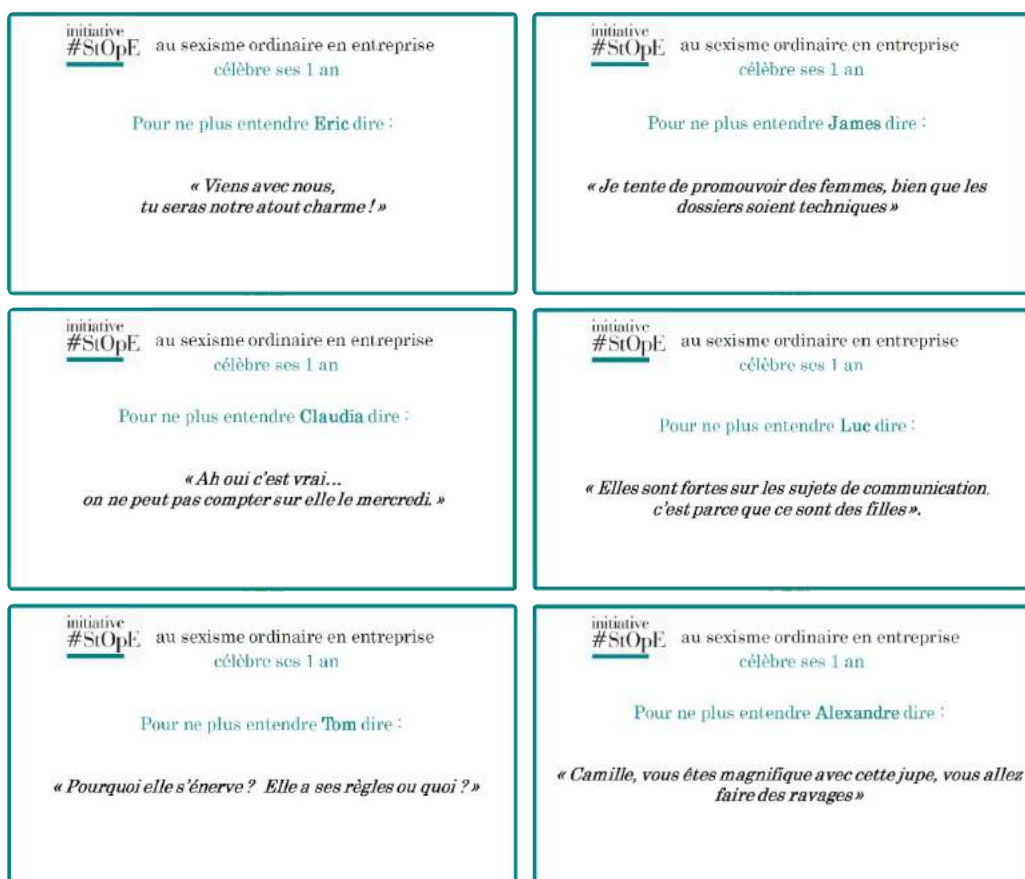 initiative
#StOpE au sexisme ordinaire en entreprise
célèbre ses 1 an
Pour ne plus entendre Eric dire :
« Viens avec nous,
tu seras notre atout charme ! »
initiative
#StOpE au sexisme ordinaire en entreprise
célèbre ses 1 an
Pour ne plus entendre James dire :
« Je tente de promouvoir des femmes, bien que les
dossiers soient techniques »
initiative
#StOpE au sexisme ordinaire en entreprise
célèbre ses 1 an
Pour ne plus entendre Claudia dire :
« Ah oui c'est vrai...
on ne peut pas compter sur elle le mercredi. »
initiative
#StOpE au sexisme ordinaire en entreprise
célèbre ses 1 an
Pour ne plus entendre Luc dire :
« Elles sont fortes sur les sujets de communication,
c'est parce que ce sont des filles ».
initiative
#StOpE au sexisme ordinaire en entreprise
célèbre ses 1 an
Pour ne plus entendre Tom dire :
« Pourquoi elle s'énerve ? Elle a ses règles ou quoi ? »
initiative
#StOpE au sexisme ordinaire en entreprise
célèbre ses 1 an
Pour ne plus entendre Alexandre dire :
« Camille, vous êtes magnifique avec cette jupe, vous allez
faire des ravages »